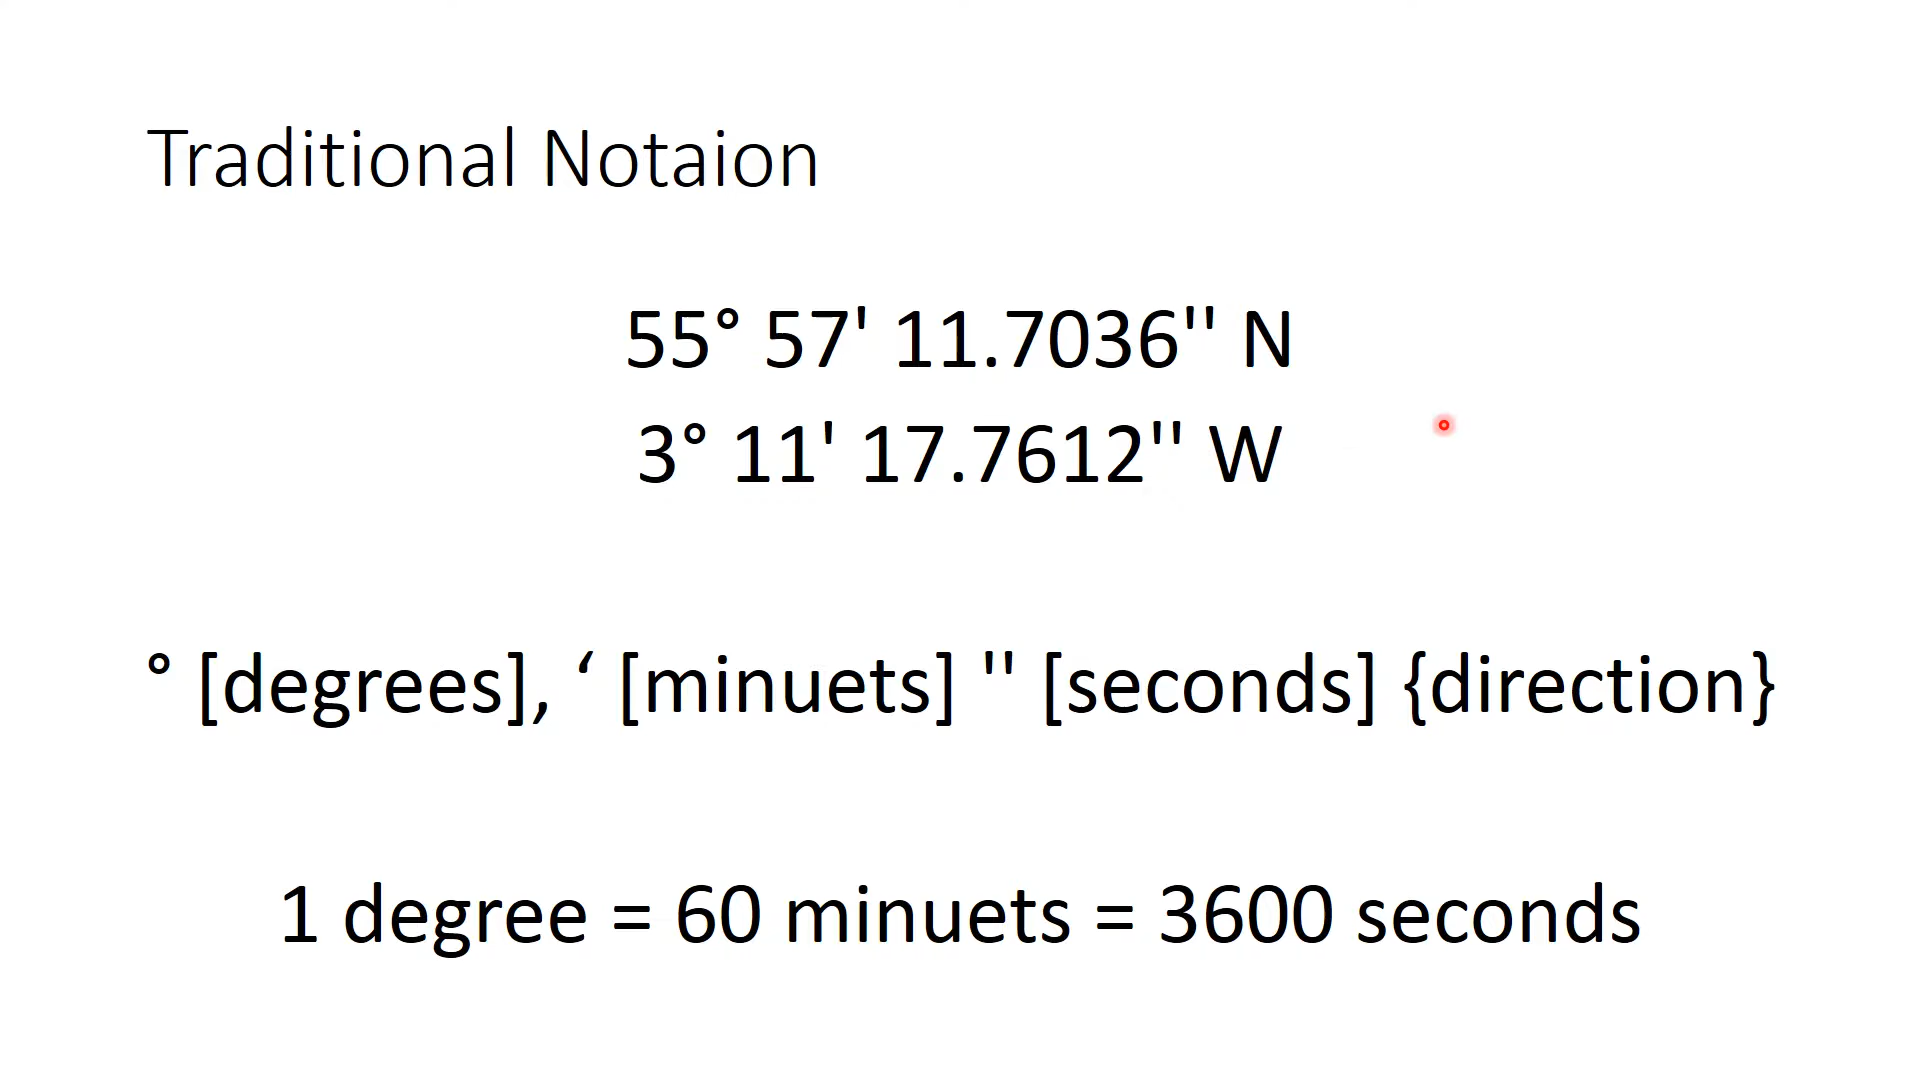 Traditional Notaion
55° 57' 11.7036'' N
3° 11' 17.7612'' W
° [degrees], ‘ [minuets] '' [seconds] {direction}
1 degree = 60 minuets = 3600 seconds